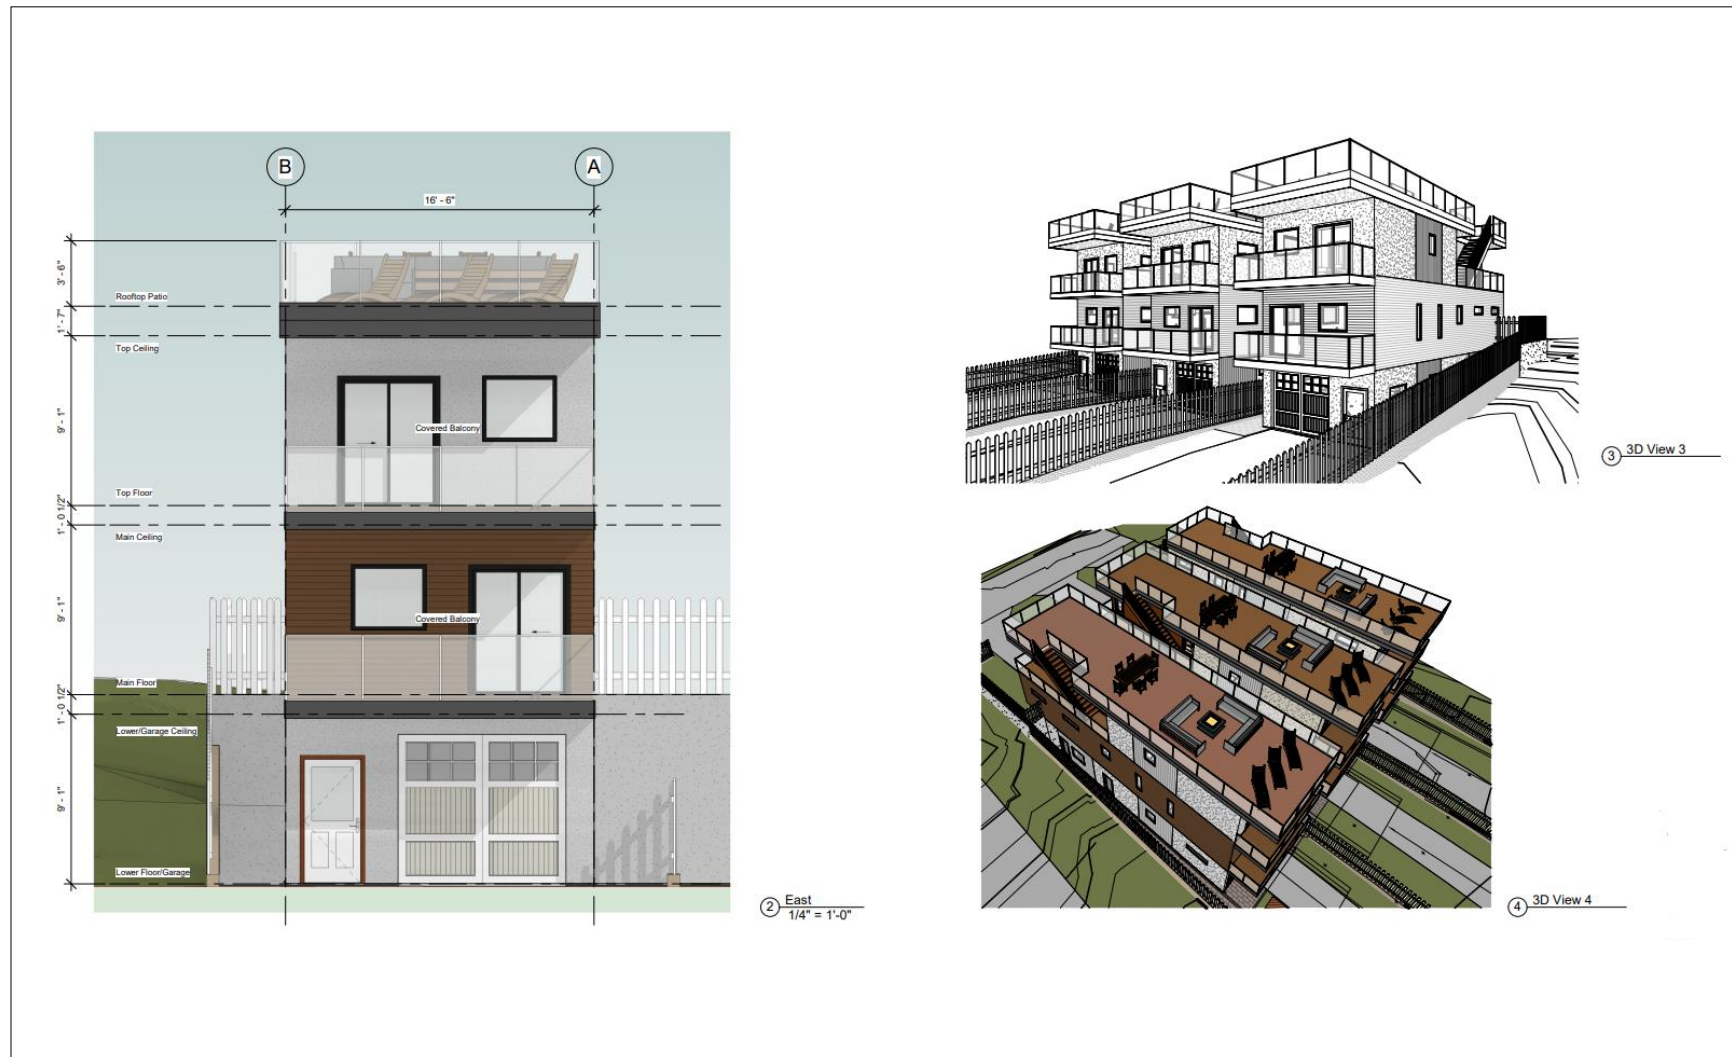 B
A
16' - 6"
3' - 6"
Rooftop Patio
1' - 7"
Top Ceiling
9' - 1"
Covered Balcony
Top Floor
1' - 0 1/2"
Main Ceiling
9' - 1"
Covered Balcony
Main Floor
1' - 0 1/2"
Lower/Garage Ceiling
9' - 1"
Lower Floor/Garage
2 East
1/4" = 1'-0"
3 3D View 3
4 3D View 4